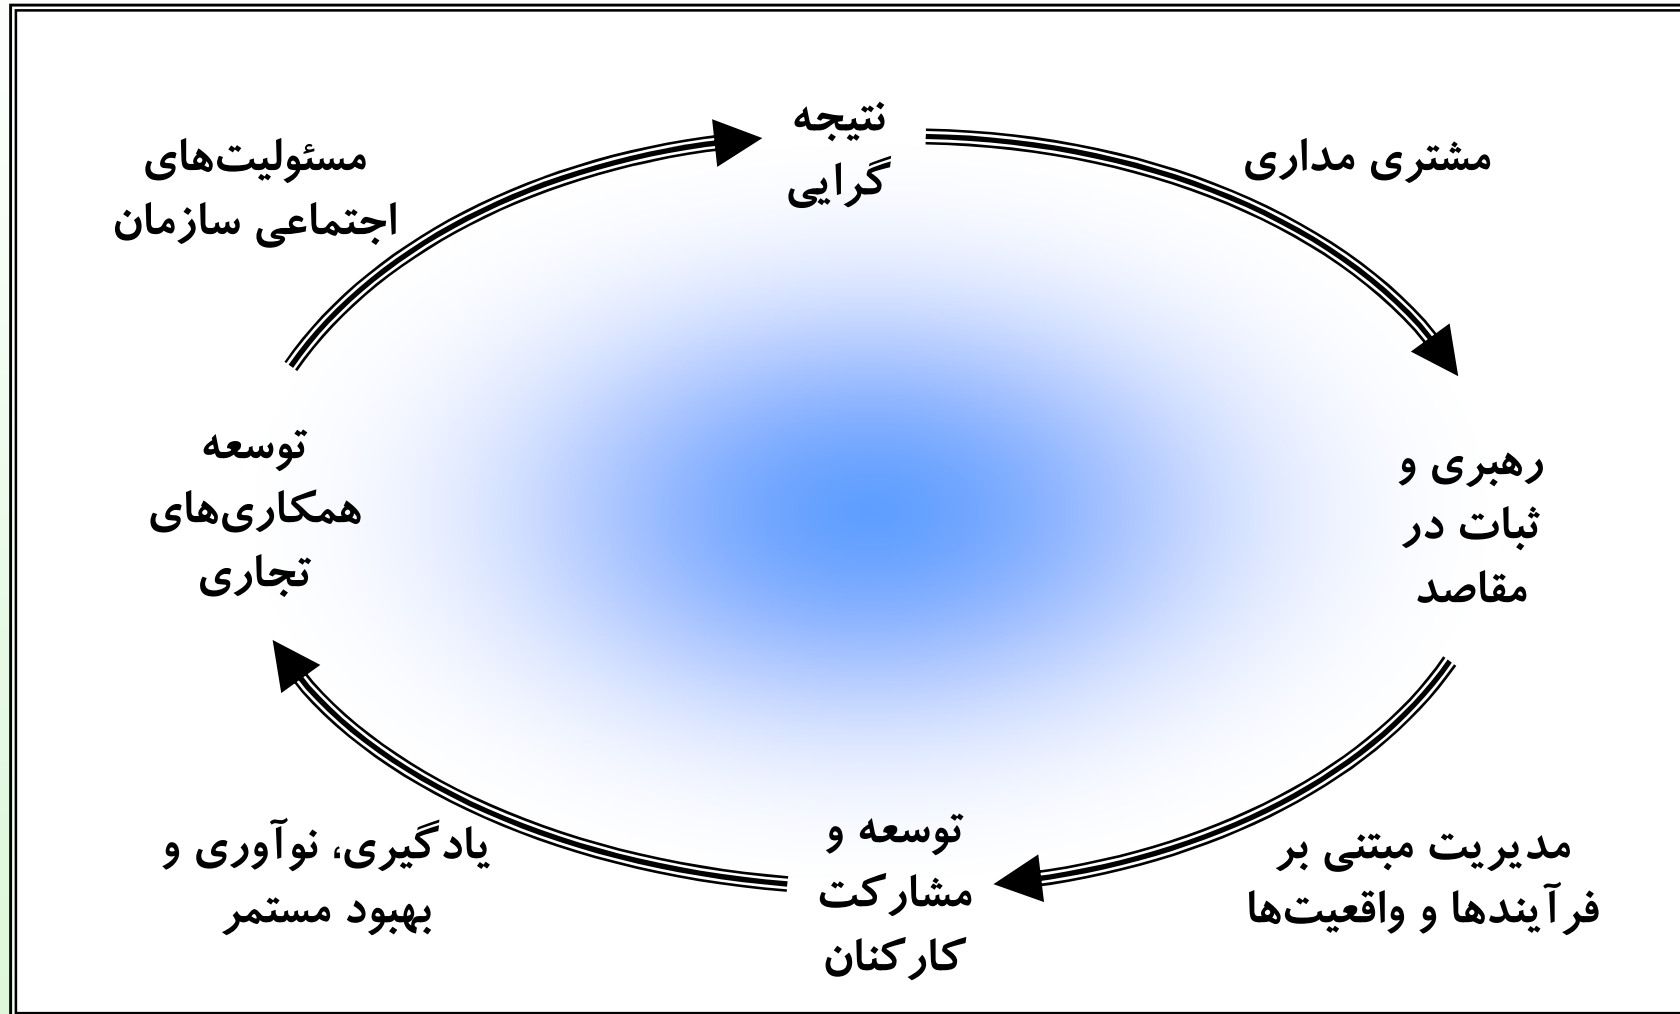 نتیجه
گرایی
مشتری مداری
رهبری و
ثبات در
مقاصد
مدیریت مبتنی بر
فرآیندها و واقعیت‌ها
توسعه و
مشارکت
کارکنان
یادگیری، نوآوری و
بهبود مستمر
توسعه
همکاری‌های
تجاری
مسئولیت‌های
اجتماعی سازمان